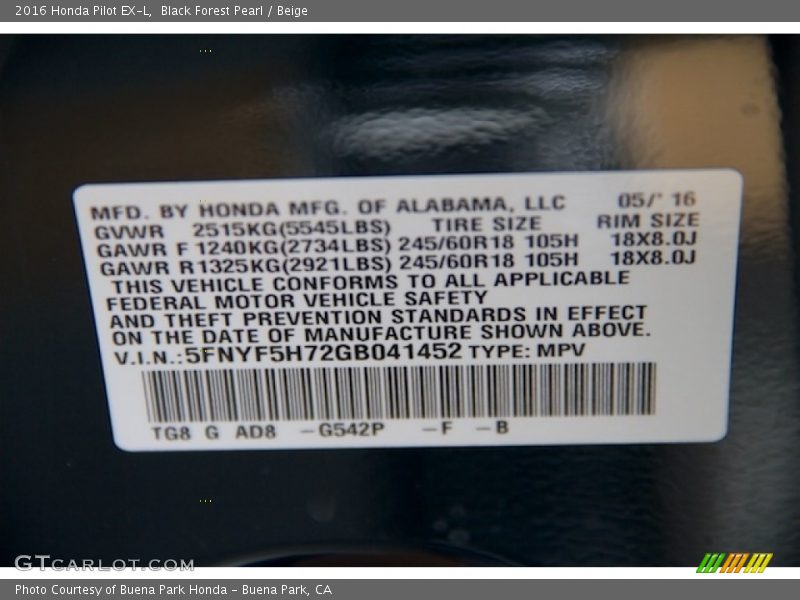 2016 Honda Pilot EX-L, Black Forest Pearl / Beige
MFD. BY HONDA MFG. OF ALABAMA, LLC 05/' 16
GVWR 2515KG(5545LBS) TIRE SIZE RIM SIZE
GAWR F 1240KG(2734LBS) 245/60R18 105H 18X8.0J
GAWR R1325KG(2921LBS) 245/60R18 105H 18X8.0J
THIS VEHICLE CONFORMS TO ALL APPLICABLE
FEDERAL MOTOR VEHICLE SAFETY
AND THEFT PREVENTION STANDARDS IN EFFECT
ON THE DATE OF MANUFACTURE SHOWN ABOVE.
V.I.N.:5FNYF5H72GB041452 TYPE: MPV
TG8 G AD8 -G542P -F -B
GTCARLOT.COM
Photo Courtesy of Buena Park Honda - Buena Park, CA